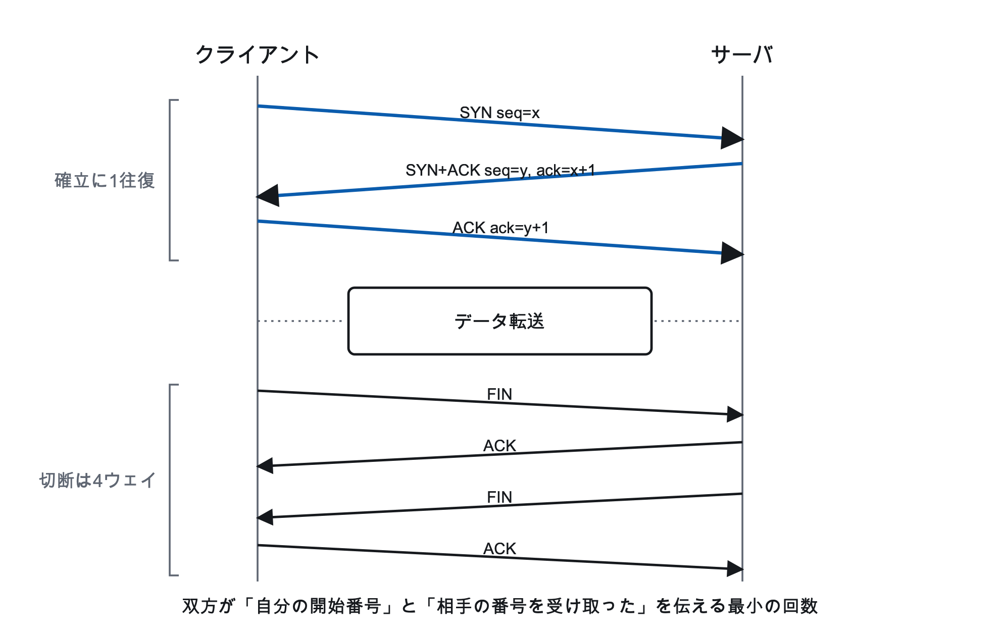 クライアント
サーバ
SYN seq=x
SYN+ACK seq=y, ack=x+1
確立に1往復
ACK ack=y+1
データ転送
FIN
ACK
切断は4ウェイ
FIN
ACK
双方が「自分の開始番号」と「相手の番号を受け取った」を伝える最小の回数